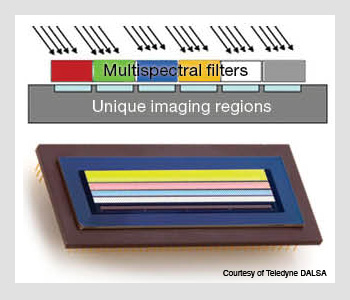 Multispectral filters
Unique imaging regions
Courtesy of Teledyne DALSA